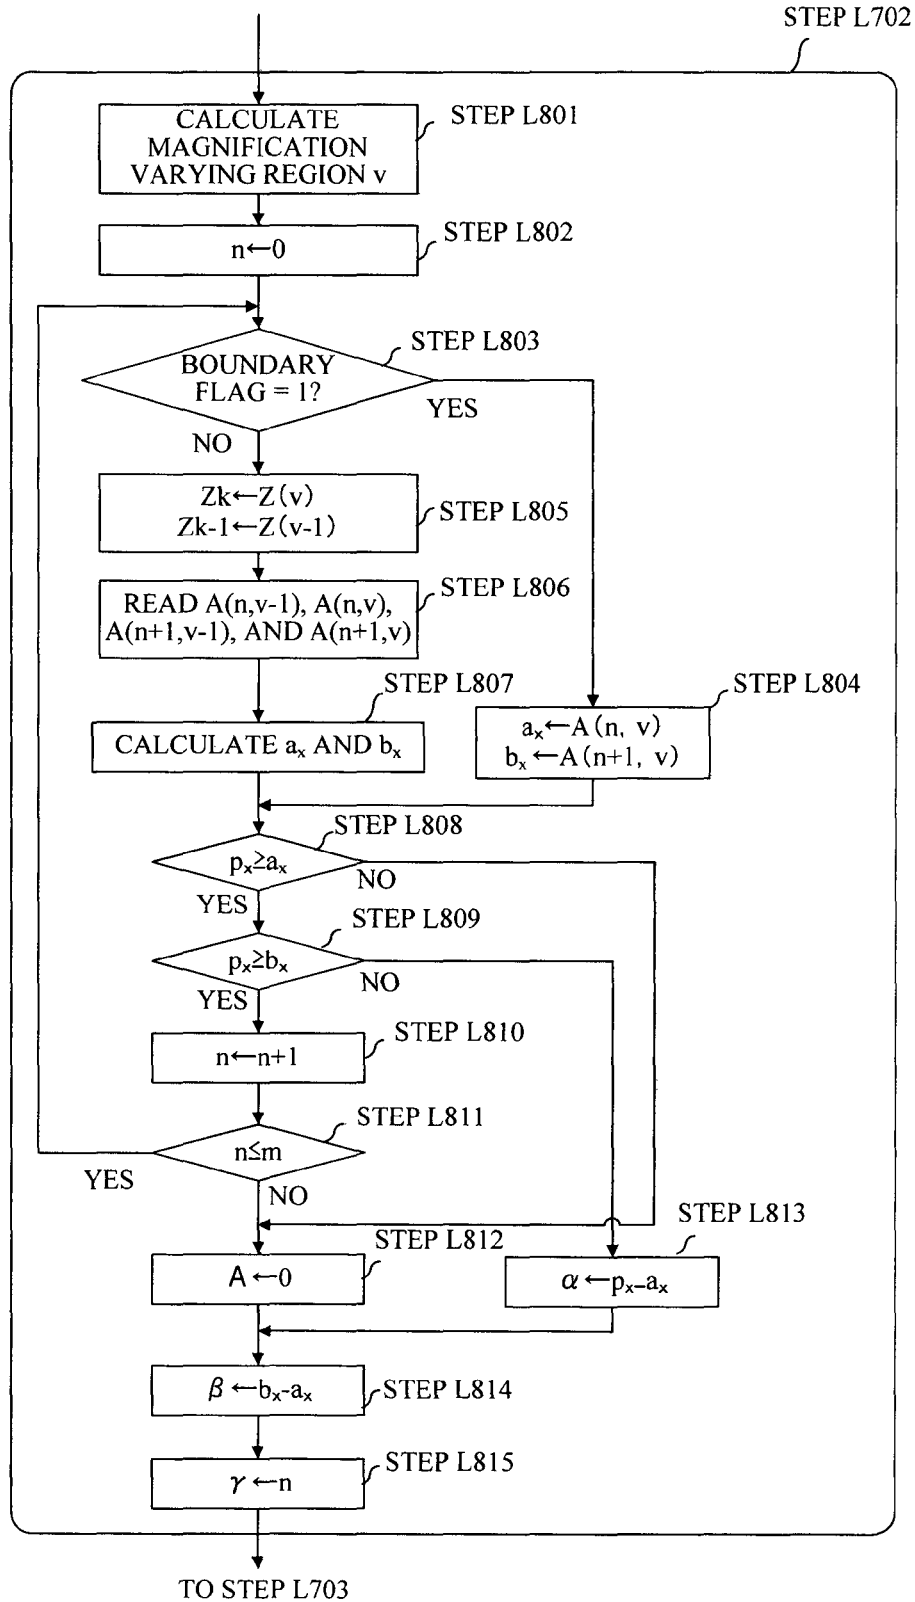 STEP L702
CALCULATE
MAGNIFICATION
VARYING REGION v
STEP L801
n←0
STEP L802
BOUNDARY
FLAG = 1?
STEP L803
YES
NO
Zk←Z(v)
Zk-1←Z(v-1)
STEP L805
READ A(n,v-1), A(n,v),
A(n+1,v-1), AND A(n+1,v)
STEP L806
STEP L807
CALCULATE aₓ AND bₓ
STEP L804
aₓ←A(n, v)
bₓ←A(n+1, v)
STEP L808
pₓ≥aₓ
NO
YES
STEP L809
pₓ≥bₓ
NO
YES
STEP L810
n←n+1
STEP L811
n≤m
YES
NO
STEP L812
A←0
STEP L813
α←pₓ–aₓ
β←bₓ-aₓ
STEP L814
STEP L815
γ←n
TO STEP L703